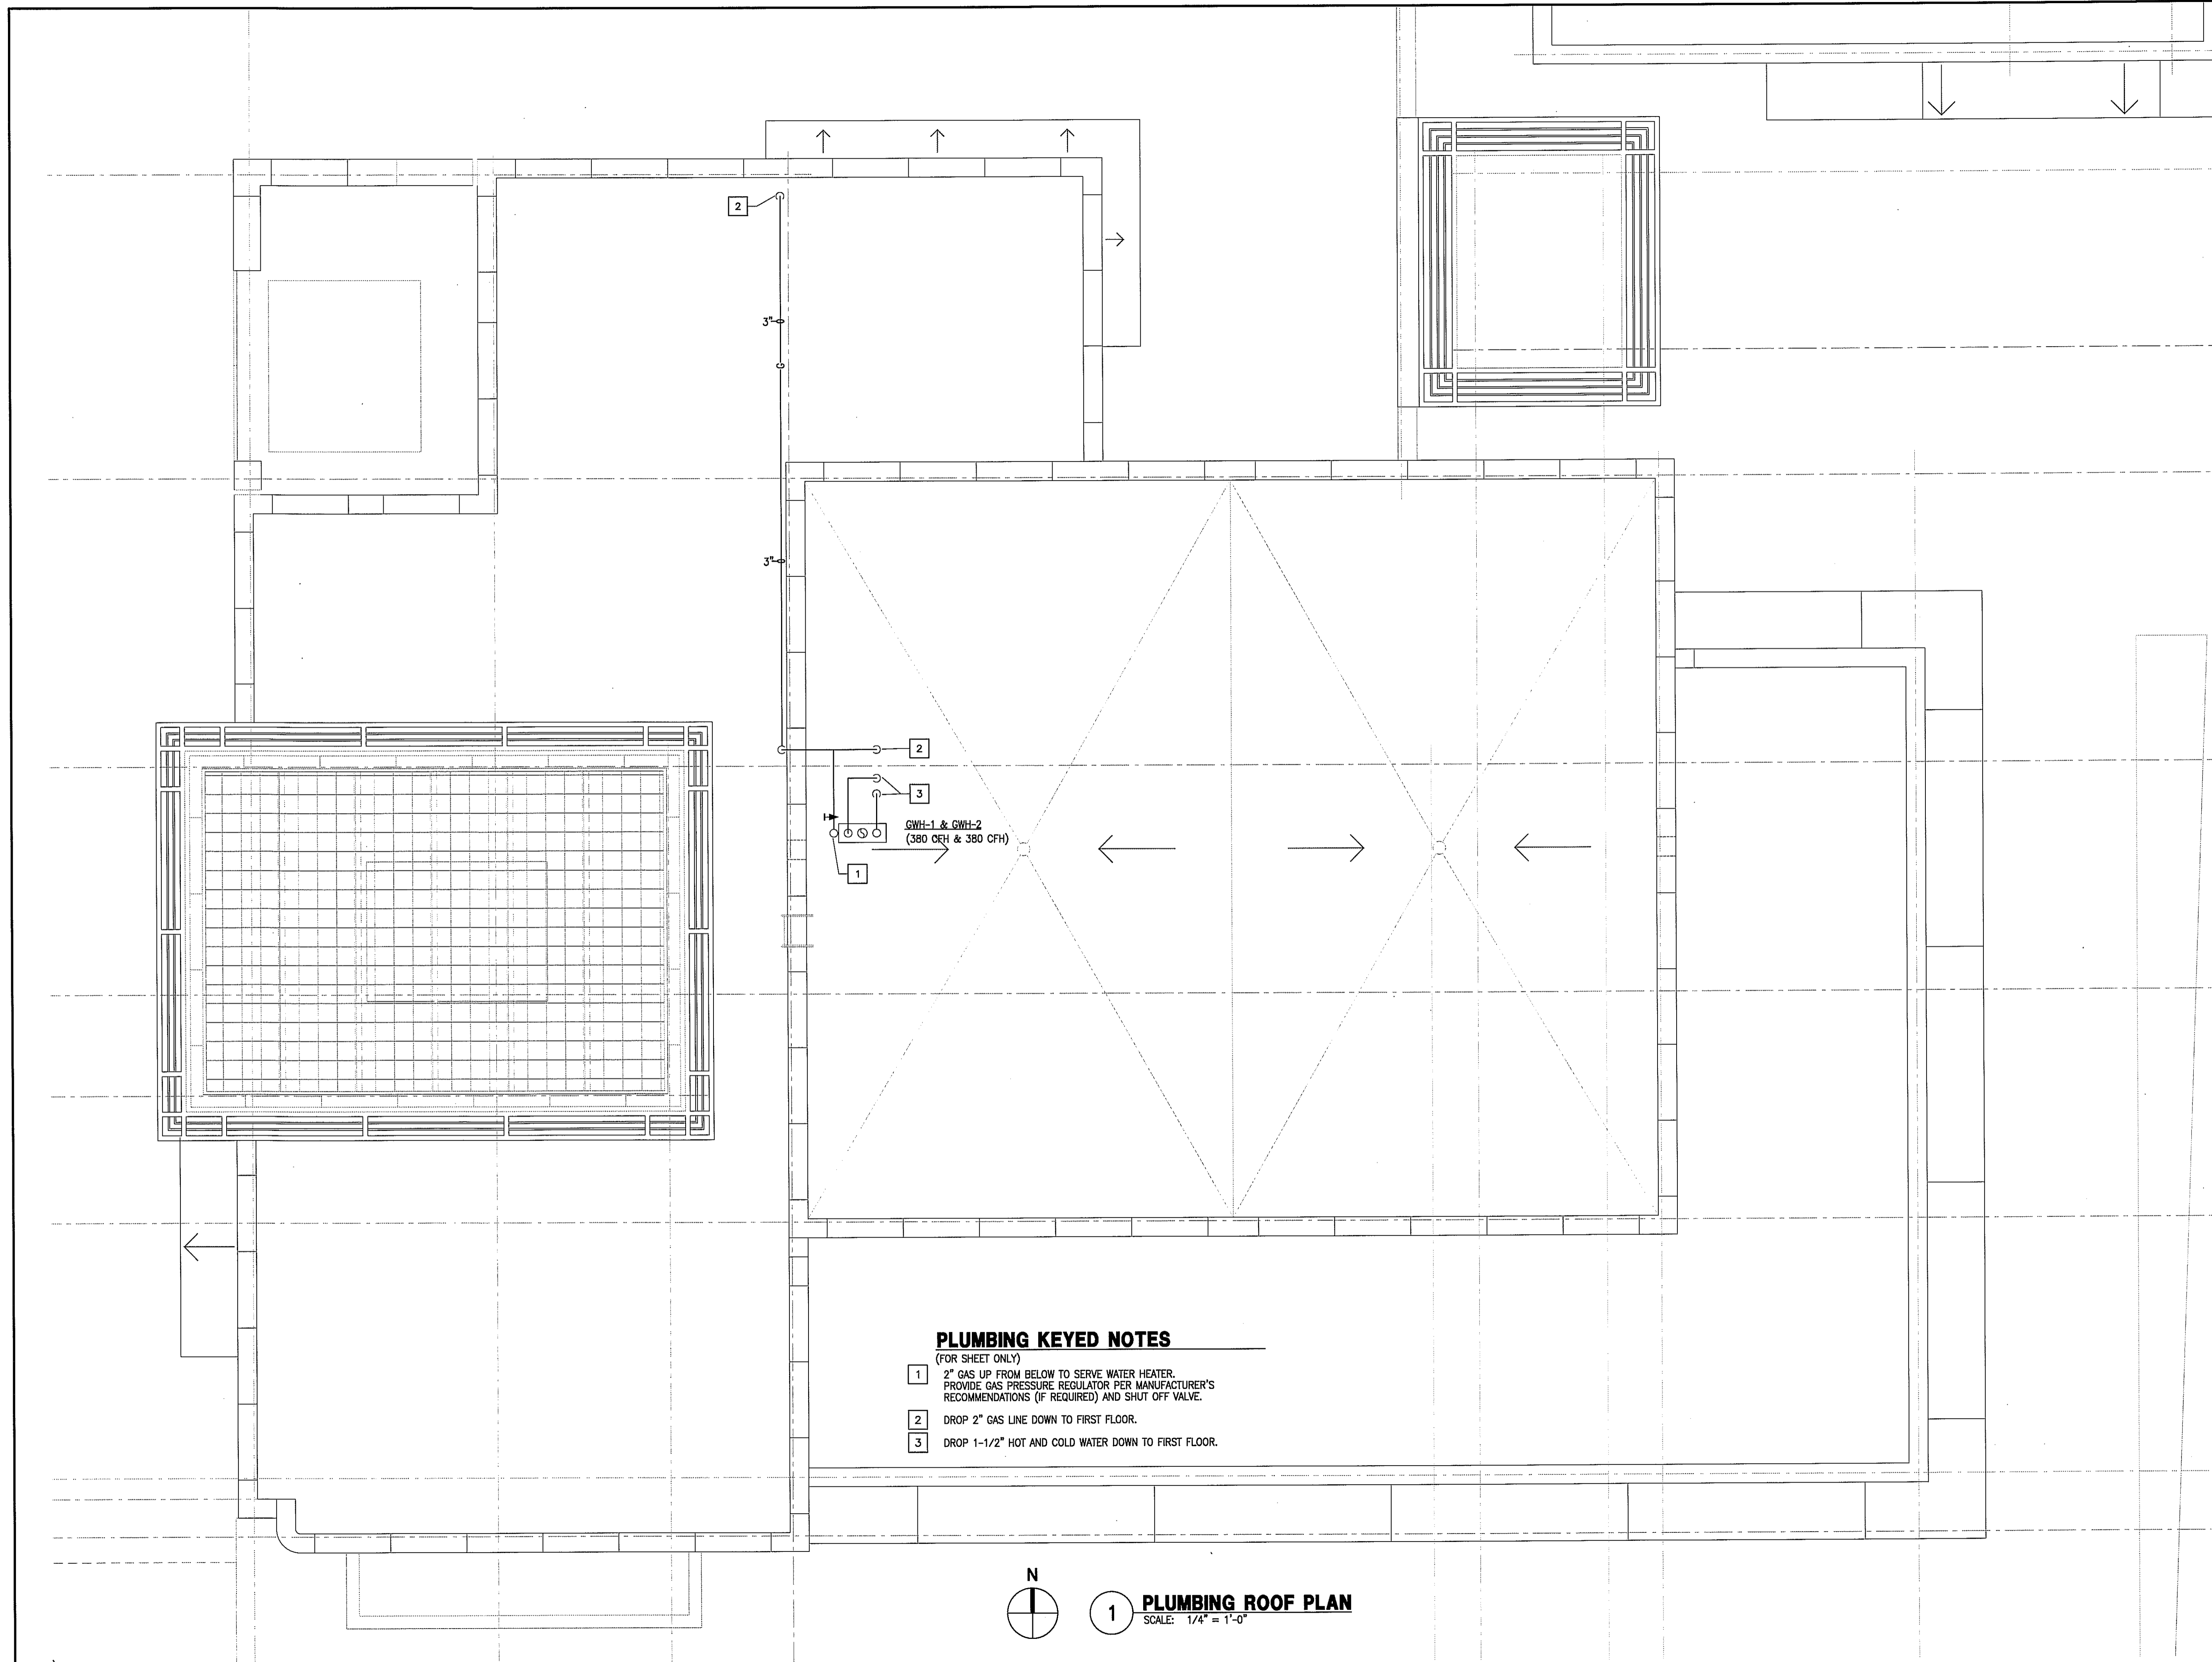 2
3"
G
3"
2
3
GWH-1 & GWH-2
(380 CFH & 380 CFH)
1
PLUMBING KEYED NOTES
(FOR SHEET ONLY)
1 2" GAS UP FROM BELOW TO SERVE WATER HEATER.
PROVIDE GAS PRESSURE REGULATOR PER MANUFACTURER'S
RECOMMENDATIONS (IF REQUIRED) AND SHUT OFF VALVE.
2 DROP 2" GAS LINE DOWN TO FIRST FLOOR.
3 DROP 1-1/2" HOT AND COLD WATER DOWN TO FIRST FLOOR.
N
1 PLUMBING ROOF PLAN
SCALE: 1/4" = 1'-0"